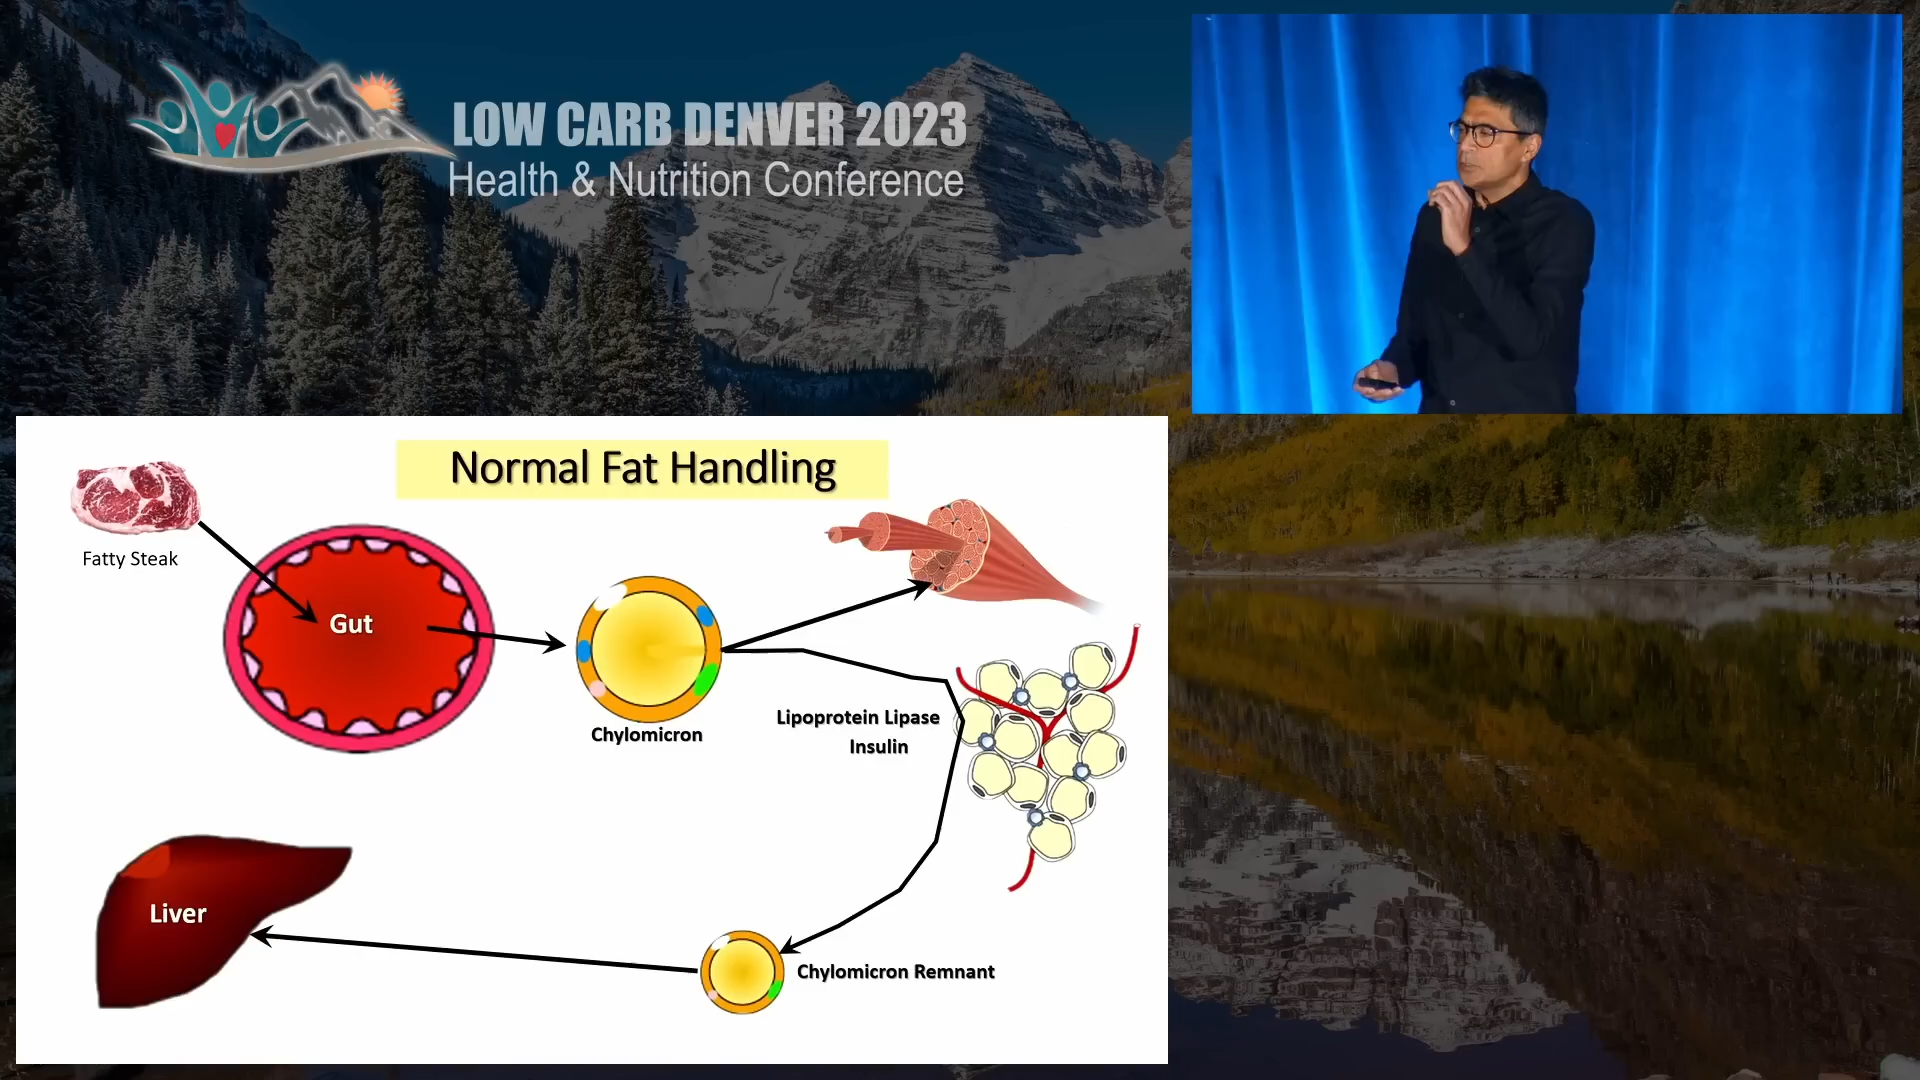 LOW CARB DENVER 2023
Health & Nutrition Conference
Normal Fat Handling
Fatty Steak
Gut
Chylomicron
Lipoprotein Lipase
Insulin
Liver
Chylomicron Remnant